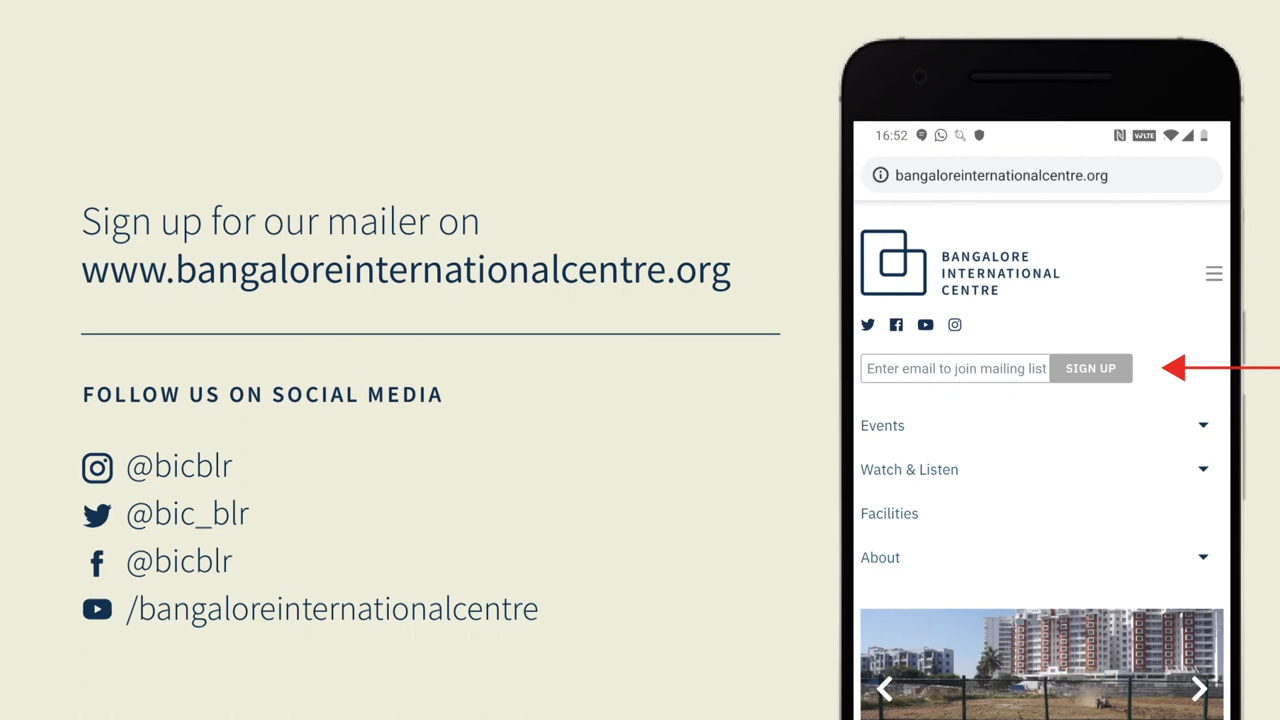 Sign up for our mailer on
www.bangaloreinternationalcentre.org
FOLLOW US ON SOCIAL MEDIA
@bicblr
@bic_blr
@bicblr
/bangaloreinternationalcentre
16:52
VoLTE
bangaloreinternationalcentre.org
BANGALORE
INTERNATIONAL
CENTRE
Enter email to join mailing list
SIGN UP
Events
Watch & Listen
Facilities
About